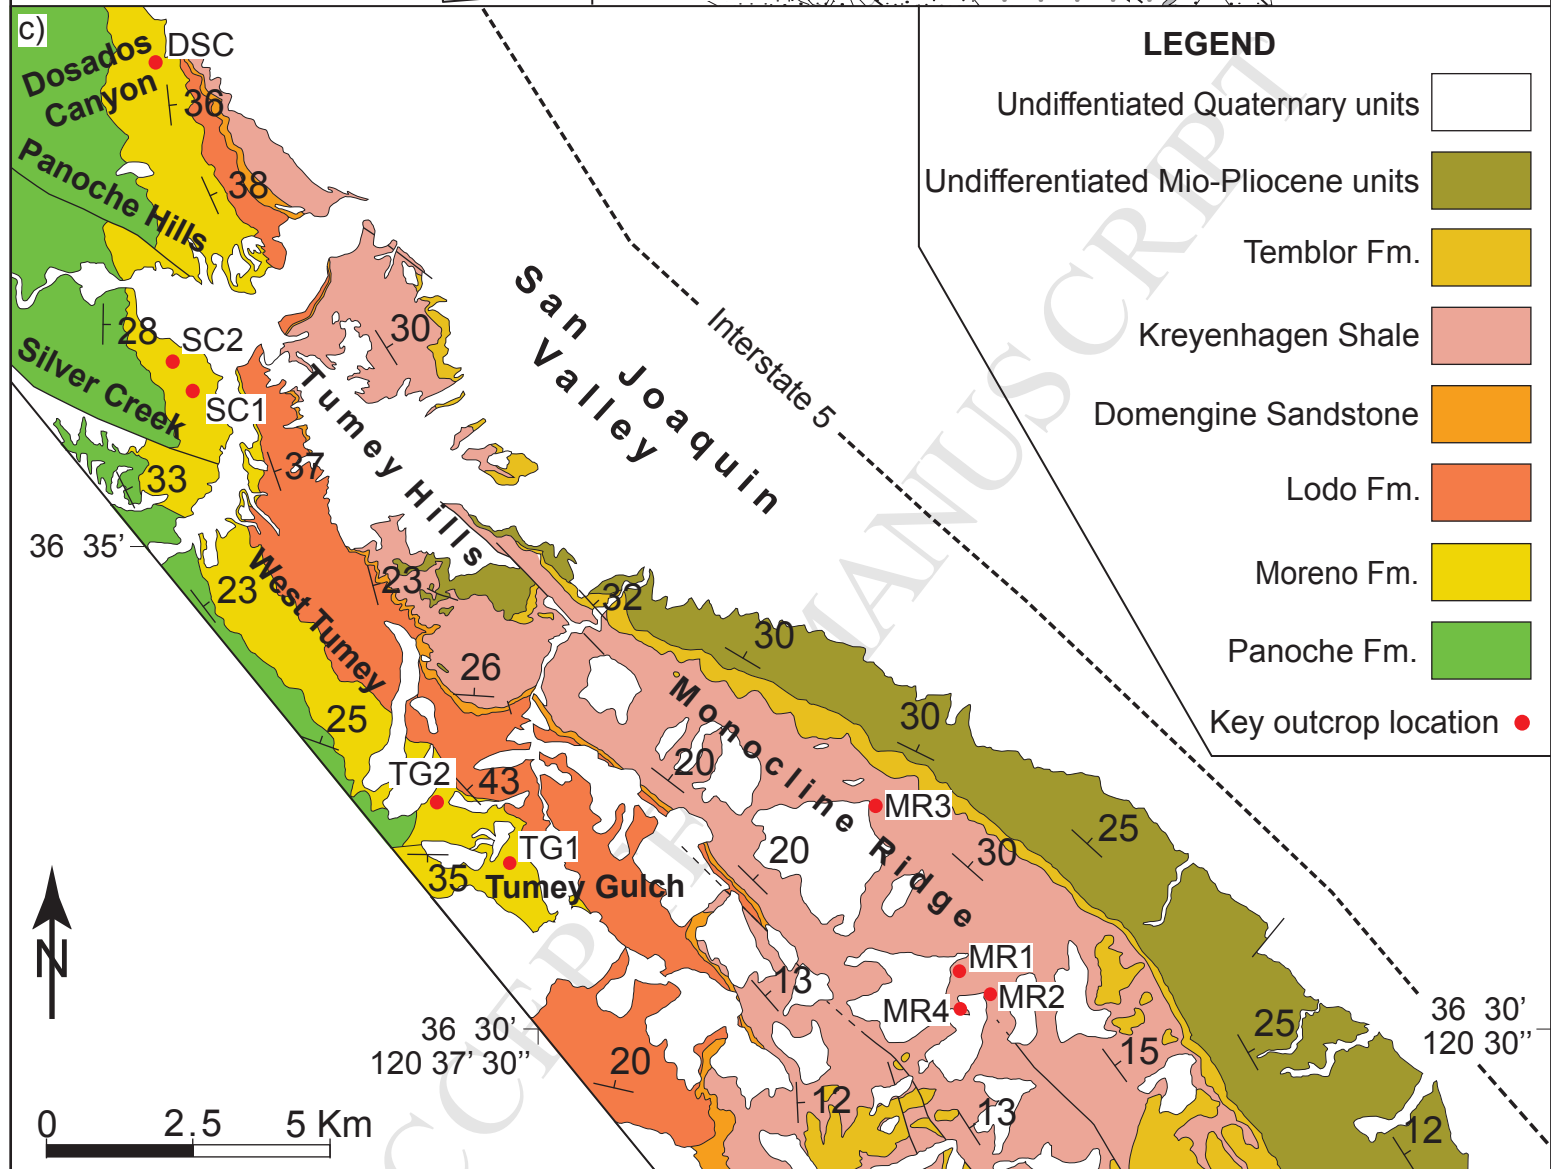 c)
DSC
Dosados
Canyon
36
Panoche Hills
38
28
SC2
30
Silver Creek
SC1
33
37
Tumey Hills
San Joaquin
Valley
Interstate 5
36 35’
23
West Tumey
23
32
30
26
25
Monocline Ridge
30
20
TG2
43
MR3
25
20
30
TG1
35
Tumey Gulch
MR1
13
MR2
MR4
36 30’
120 37’ 30’’
20
15
25
36 30’
120 30’’
12
13
12
N
0 2.5 5 Km
LEGEND
Undiffentiated Quaternary units
Undifferentiated Mio-Pliocene units
Temblor Fm.
Kreyenhagen Shale
Domengine Sandstone
Lodo Fm.
Moreno Fm.
Panoche Fm.
Key outcrop location
MANUSCRIPT